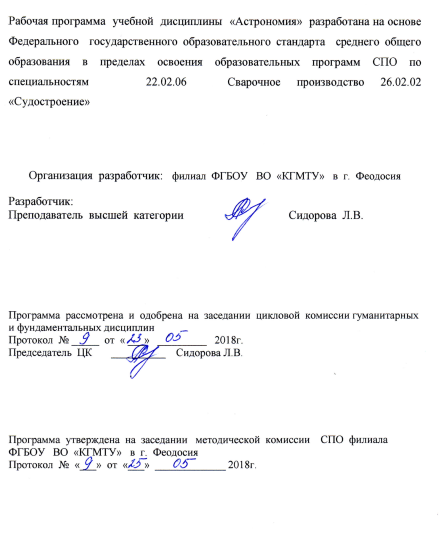 Рабочая программа учебной дисциплины «Астрономия» разработана на основе
Федерального государственного образовательного стандарта среднего общего
образования в пределах освоения образовательных программ СПО по
специальностям 22.02.06 Сварочное производство 26.02.02
«Судостроение»
Организация разработчик: филиал ФГБОУ ВО «КГМТУ» в г. Феодосия
Разработчик:
Преподаватель высшей категории Сидорова Л.В.
Программа рассмотрена и одобрена на заседании цикловой комиссии гуманитарных
и фундаментальных дисциплин
Протокол № 9 от «23» 05 2018г.
Председатель ЦК Сидорова Л.В.
Программа утверждена на заседании методической комиссии СПО филиала
ФГБОУ ВО «КГМТУ» в г. Феодосия
Протокол № «9» от «25» 05 2018г.